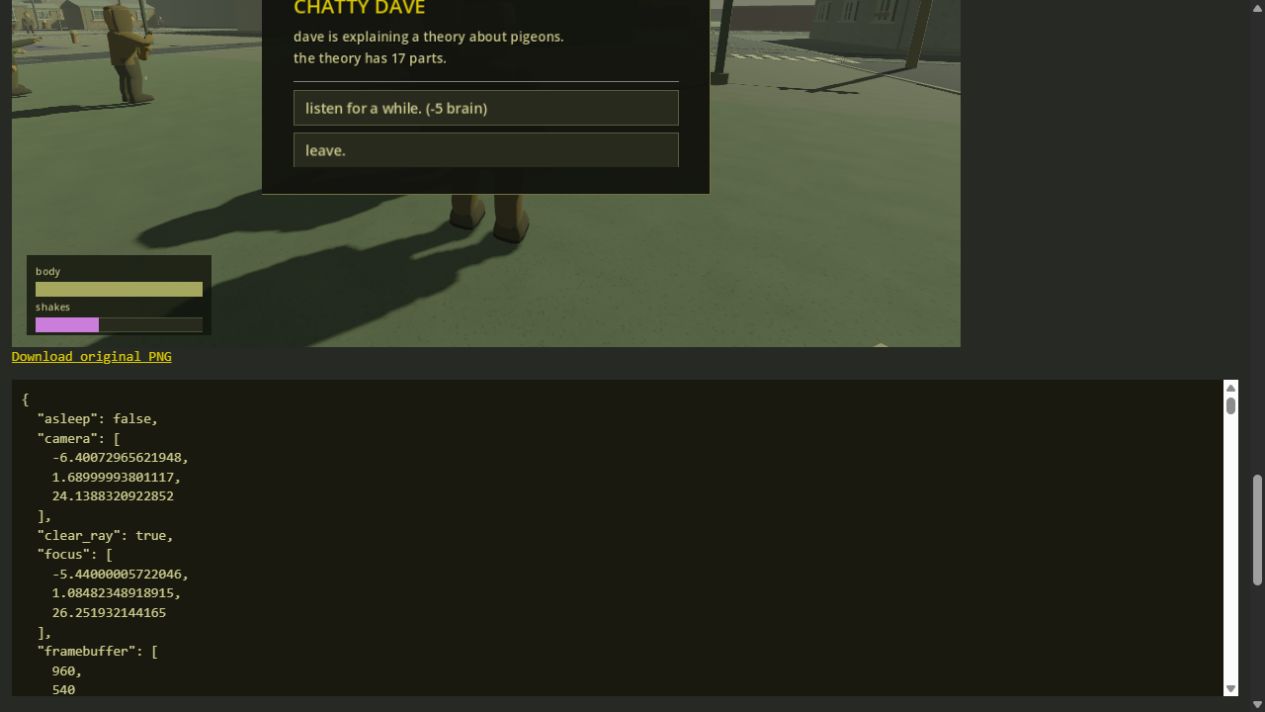 CHATTY DAVE
dave is explaining a theory about pigeons.
the theory has 17 parts.
listen for a while. (-5 brain)
leave.
body
shakes
Download original PNG
{
"asleep": false,
"camera": [
-6.40072965621948,
1.68999993801117,
24.1388320922852
],
"clear_ray": true,
"focus": [
-5.44000005722046,
1.08482348918915,
26.251932144165
],
"framebuffer": [
960,
540